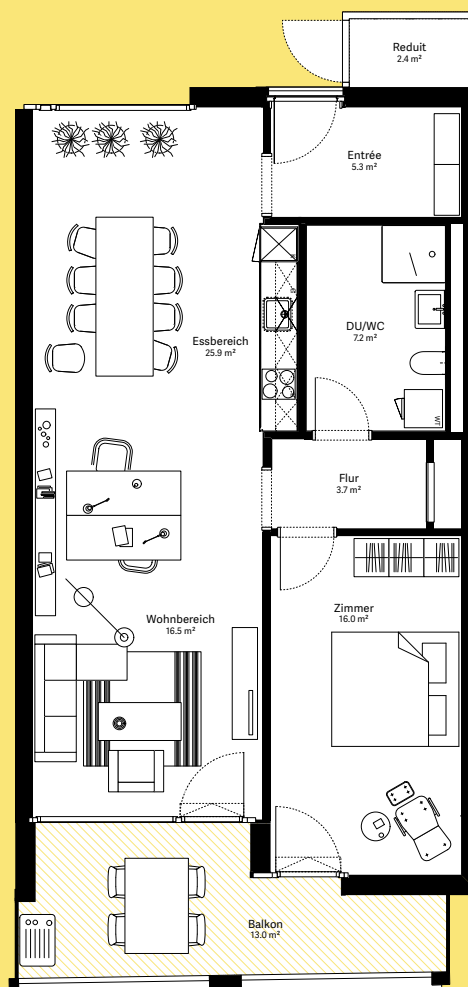 Reduit
2.4 m²
Entrée
5.3 m²
Essbereich
25.9 m²
DU/WC
7.2 m²
WT
Flur
3.7 m²
Wohnbereich
16.5 m²
Zimmer
16.0 m²
Balkon
13.0 m²